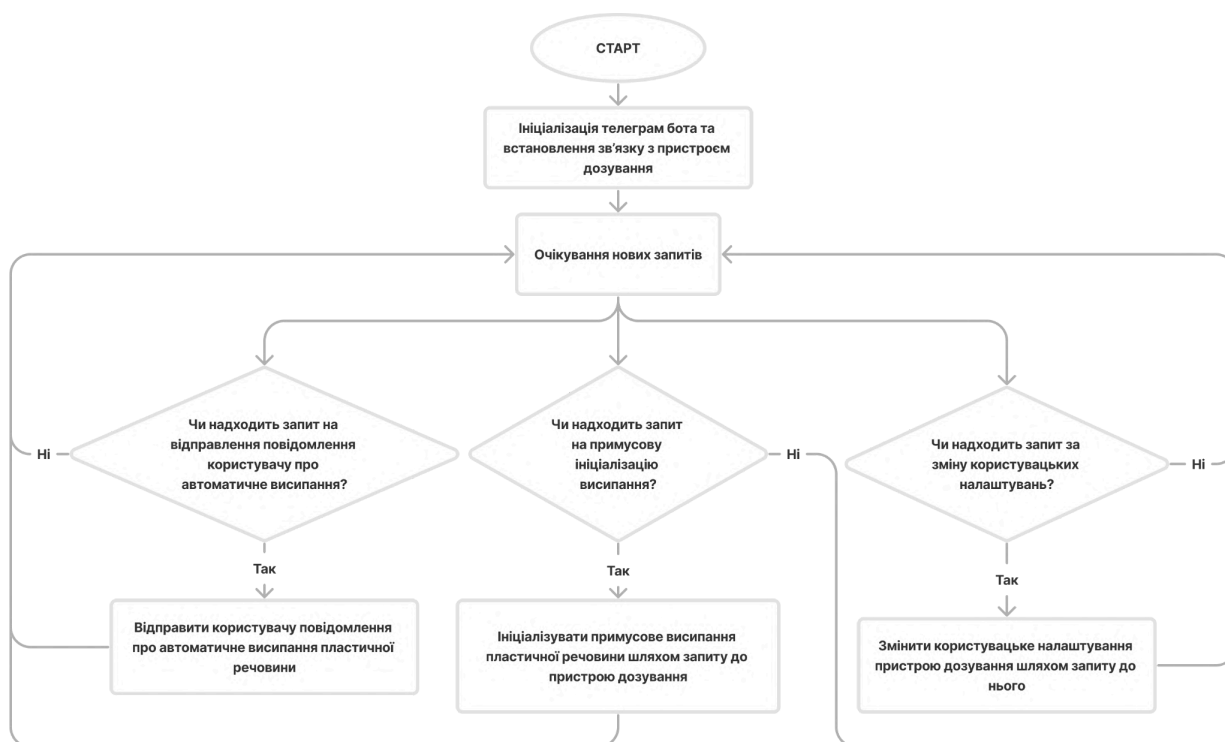 СТАРТ
Ініціалізація телеграм бота та
встановлення зв'язку з пристроєм
дозування
Очікування нових запитів
Чи надходить запит на
відправлення повідомлення
користувачу про
автоматичне висипання?
Ні
Так
Відправити користувачу повідомлення
про автоматичне висипання пластичної
речовини
Чи надходить запит
на примусову
ініціалізацію
висипання?
Ні
Так
Ініціалізувати примусове висипання
пластичної речовини шляхом запиту до
пристрою дозування
Чи надходить запит за
зміну користувацьких
налаштувань?
Ні
Так
Змінити користувацьке налаштування
пристрою дозування шляхом запиту до
нього